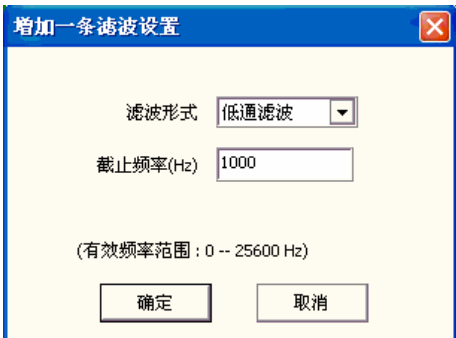 增加一条滤波设置
滤波形式 低通滤波
截止频率(Hz) 1000
(有效频率范围 : 0 -- 25600 Hz)
确定 取消